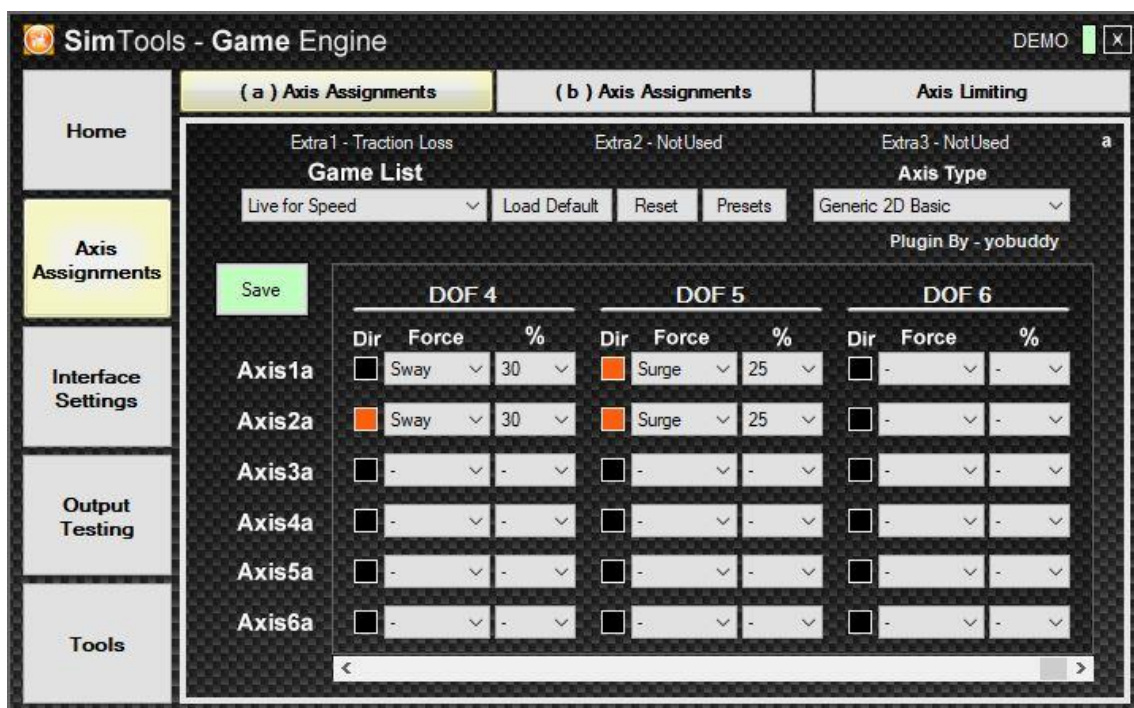 SimTools - Game Engine DEMO X
Home
Axis Assignments
Interface Settings
Output Testing
Tools
( a ) Axis Assignments ( b ) Axis Assignments Axis Limiting
Extra1 - Traction Loss Extra2 - NotUsed Extra3 - NotUsed a
Game List Axis Type
Live for Speed Load Default Reset Presets Generic 2D Basic
Plugin By - yobuddy
Save DOF 4 DOF 5 DOF 6
Dir Force % Dir Force % Dir Force %
Axis1a Sway 30 Surge 25 - -
Axis2a Sway 30 Surge 25 - -
Axis3a - - - - - -
Axis4a - - - - - -
Axis5a - - - - - -
Axis6a - - - - - -